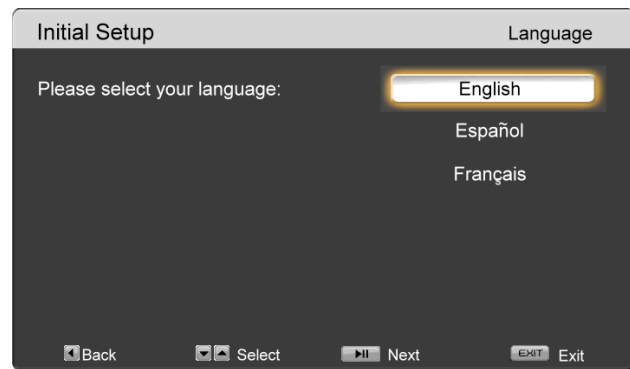 Initial Setup Language
Please select your language: English
Español
Français
Back Select Next EXIT Exit